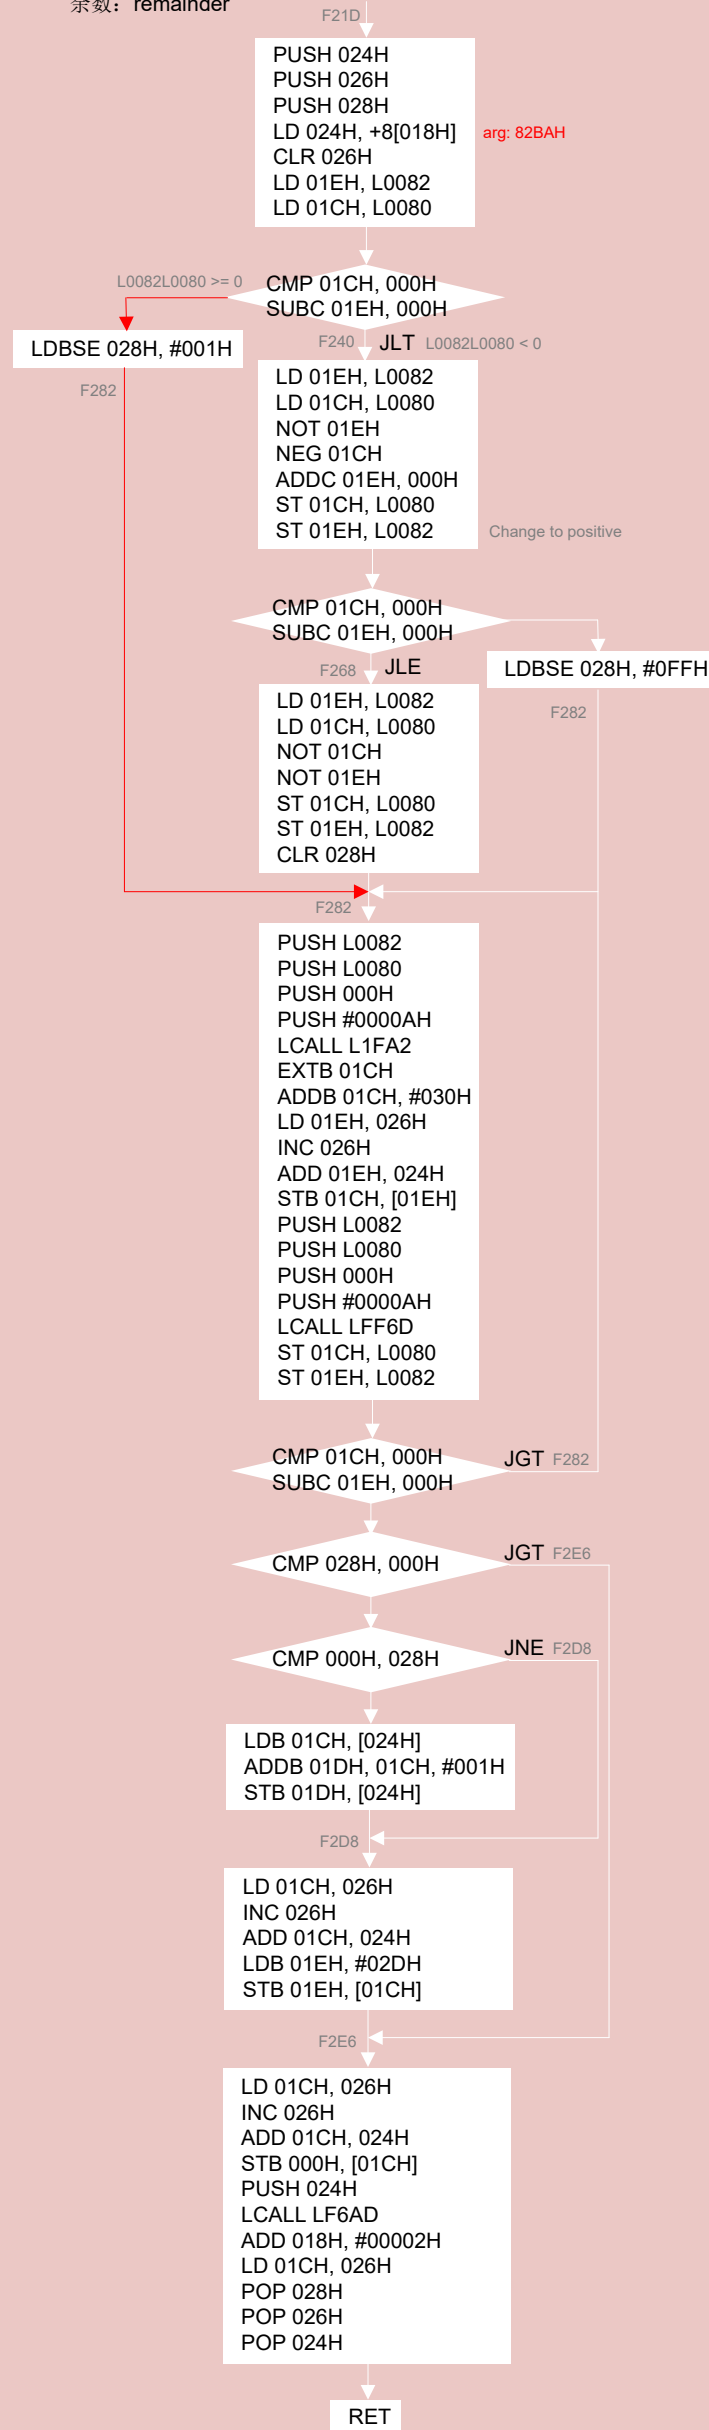 余数：remainder
F21D
PUSH 024H
PUSH 026H
PUSH 028H
LD 024H, +8[018H]
arg: 82BAH
CLR 026H
LD 01EH, L0082
LD 01CH, L0080
L0082L0080 >= 0
CMP 01CH, 000H
SUBC 01EH, 000H
F240
JLT
L0082L0080 < 0
LDBSE 028H, #001H
F282
LD 01EH, L0082
LD 01CH, L0080
NOT 01EH
NEG 01CH
ADDC 01EH, 000H
ST 01CH, L0080
ST 01EH, L0082
Change to positive
CMP 01CH, 000H
SUBC 01EH, 000H
F268
JLE
LDBSE 028H, #0FFH
F282
LD 01EH, L0082
LD 01CH, L0080
NOT 01CH
NOT 01EH
ST 01CH, L0080
ST 01EH, L0082
CLR 028H
F282
PUSH L0082
PUSH L0080
PUSH 000H
PUSH #0000AH
LCALL L1FA2
EXTB 01CH
ADDB 01CH, #030H
LD 01EH, 026H
INC 026H
ADD 01EH, 024H
STB 01CH, [01EH]
PUSH L0082
PUSH L0080
PUSH 000H
PUSH #0000AH
LCALL LFF6D
ST 01CH, L0080
ST 01EH, L0082
CMP 01CH, 000H
SUBC 01EH, 000H
JGT F282
CMP 028H, 000H
JGT F2E6
CMP 000H, 028H
JNE F2D8
LDB 01CH, [024H]
ADDB 01DH, 01CH, #001H
STB 01DH, [024H]
F2D8
LD 01CH, 026H
INC 026H
ADD 01CH, 024H
LDB 01EH, #02DH
STB 01EH, [01CH]
F2E6
LD 01CH, 026H
INC 026H
ADD 01CH, 024H
STB 000H, [01CH]
PUSH 024H
LCALL LF6AD
ADD 018H, #00002H
LD 01CH, 026H
POP 028H
POP 026H
POP 024H
RET